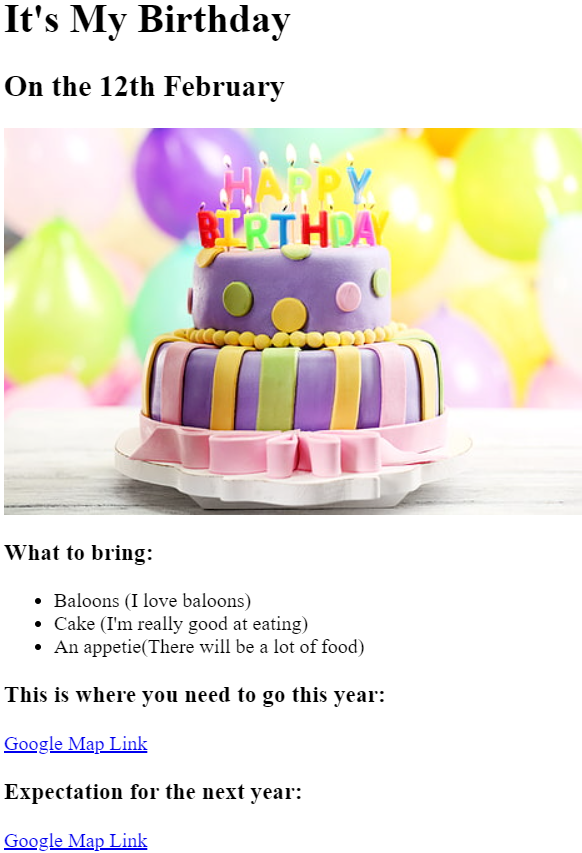 It's My Birthday
On the 12th February
HAPPY
BIRTHDAY
What to bring:
Baloons (I love baloons)
Cake (I'm really good at eating)
An appetie(There will be a lot of food)
This is where you need to go this year:
Google Map Link
Expectation for the next year:
Google Map Link